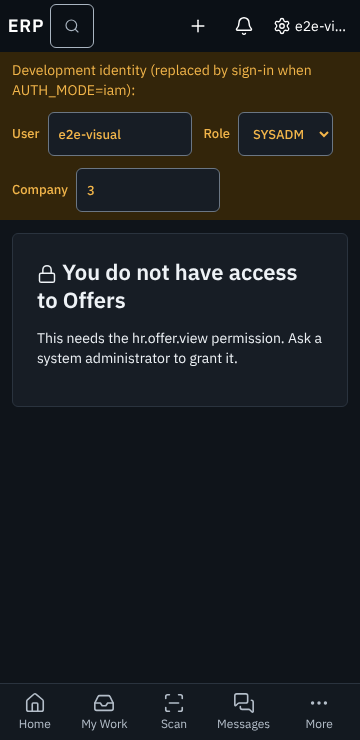 ERP
e2e-vi...
Development identity (replaced by sign-in when
AUTH_MODE=iam):
User e2e-visual Role SYSADM
Company 3
You do not have access
to Offers
This needs the hr.offer.view permission. Ask a
system administrator to grant it.
Home My Work Scan Messages More